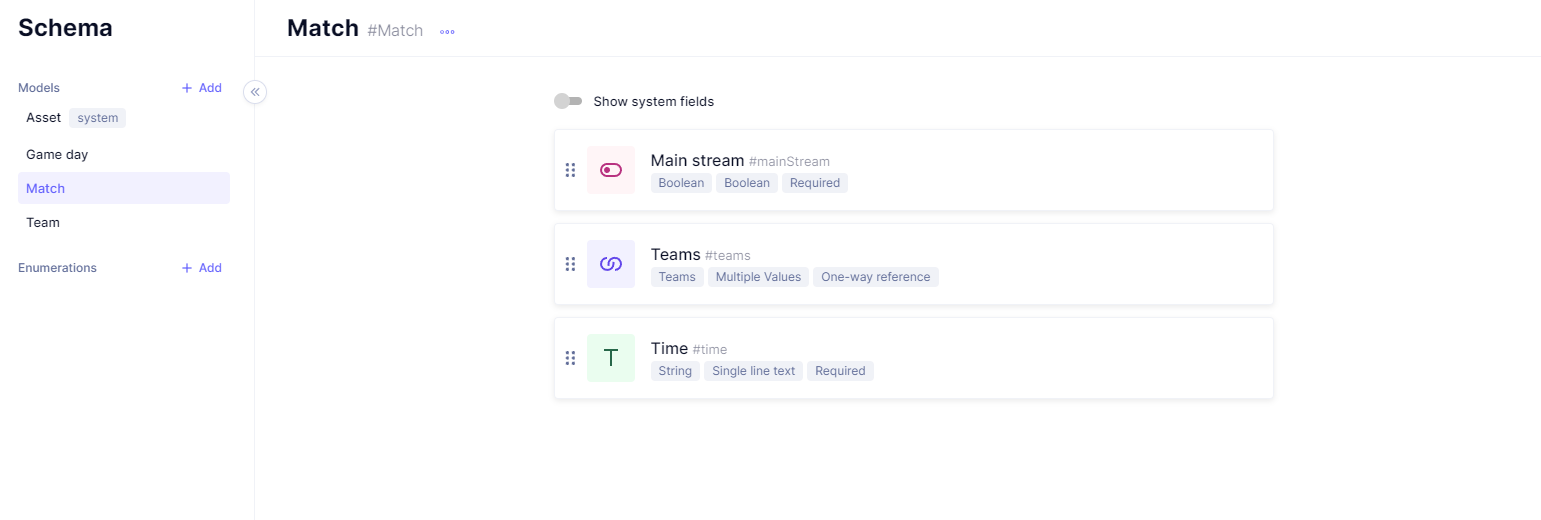 Schema
Models
+ Add
Asset system
Game day
Match
Team
Enumerations
+ Add
Match #Match
Show system fields
Main stream #mainStream
Boolean Boolean Required
Teams #teams
Teams Multiple Values One-way reference
T
Time #time
String Single line text Required